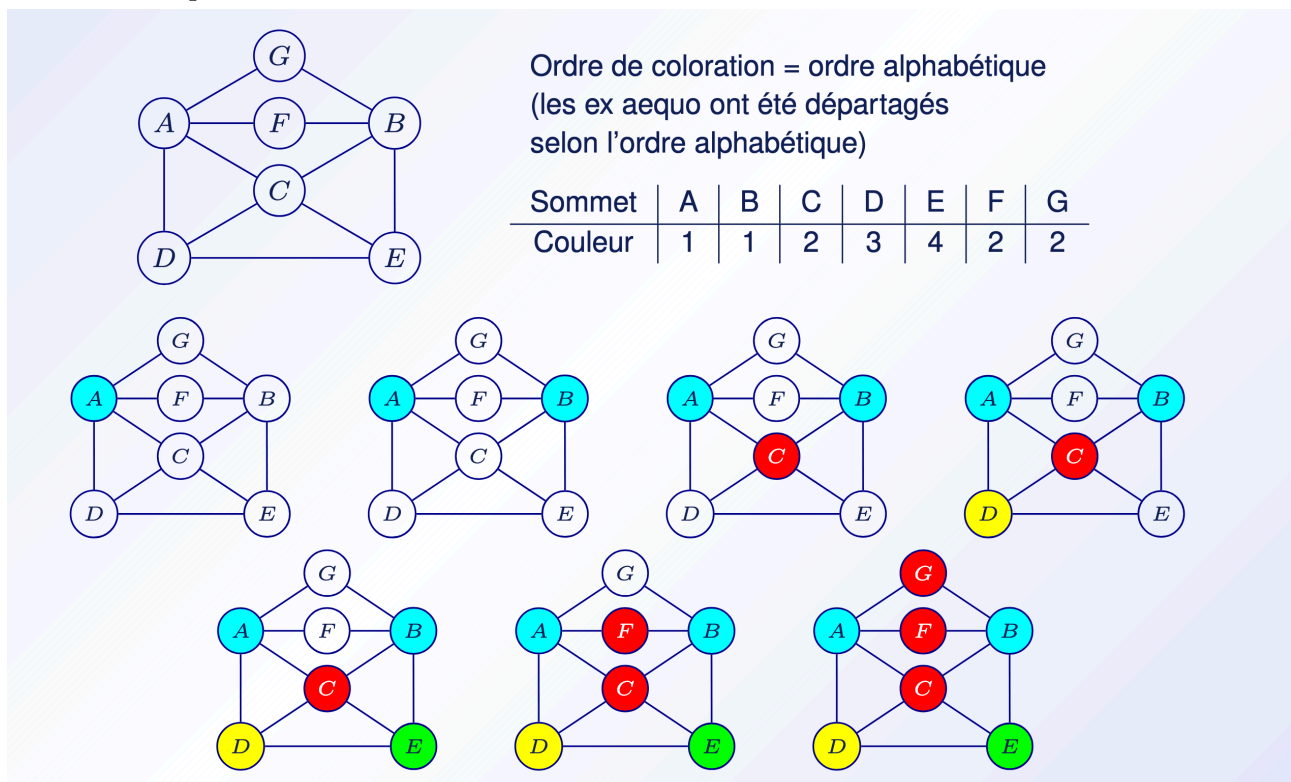 G
A F B
C
D E
Ordre de coloration = ordre alphabétique
(les ex aequo ont été départagés
selon l'ordre alphabétique)
Sommet A B C D E F G
Couleur 1 1 2 3 4 2 2
G G G G
A F B A F B A F B A F B
C C C C
D E D E D E D E
G G G
A F B A F B A F B
C C C
D E D E D E